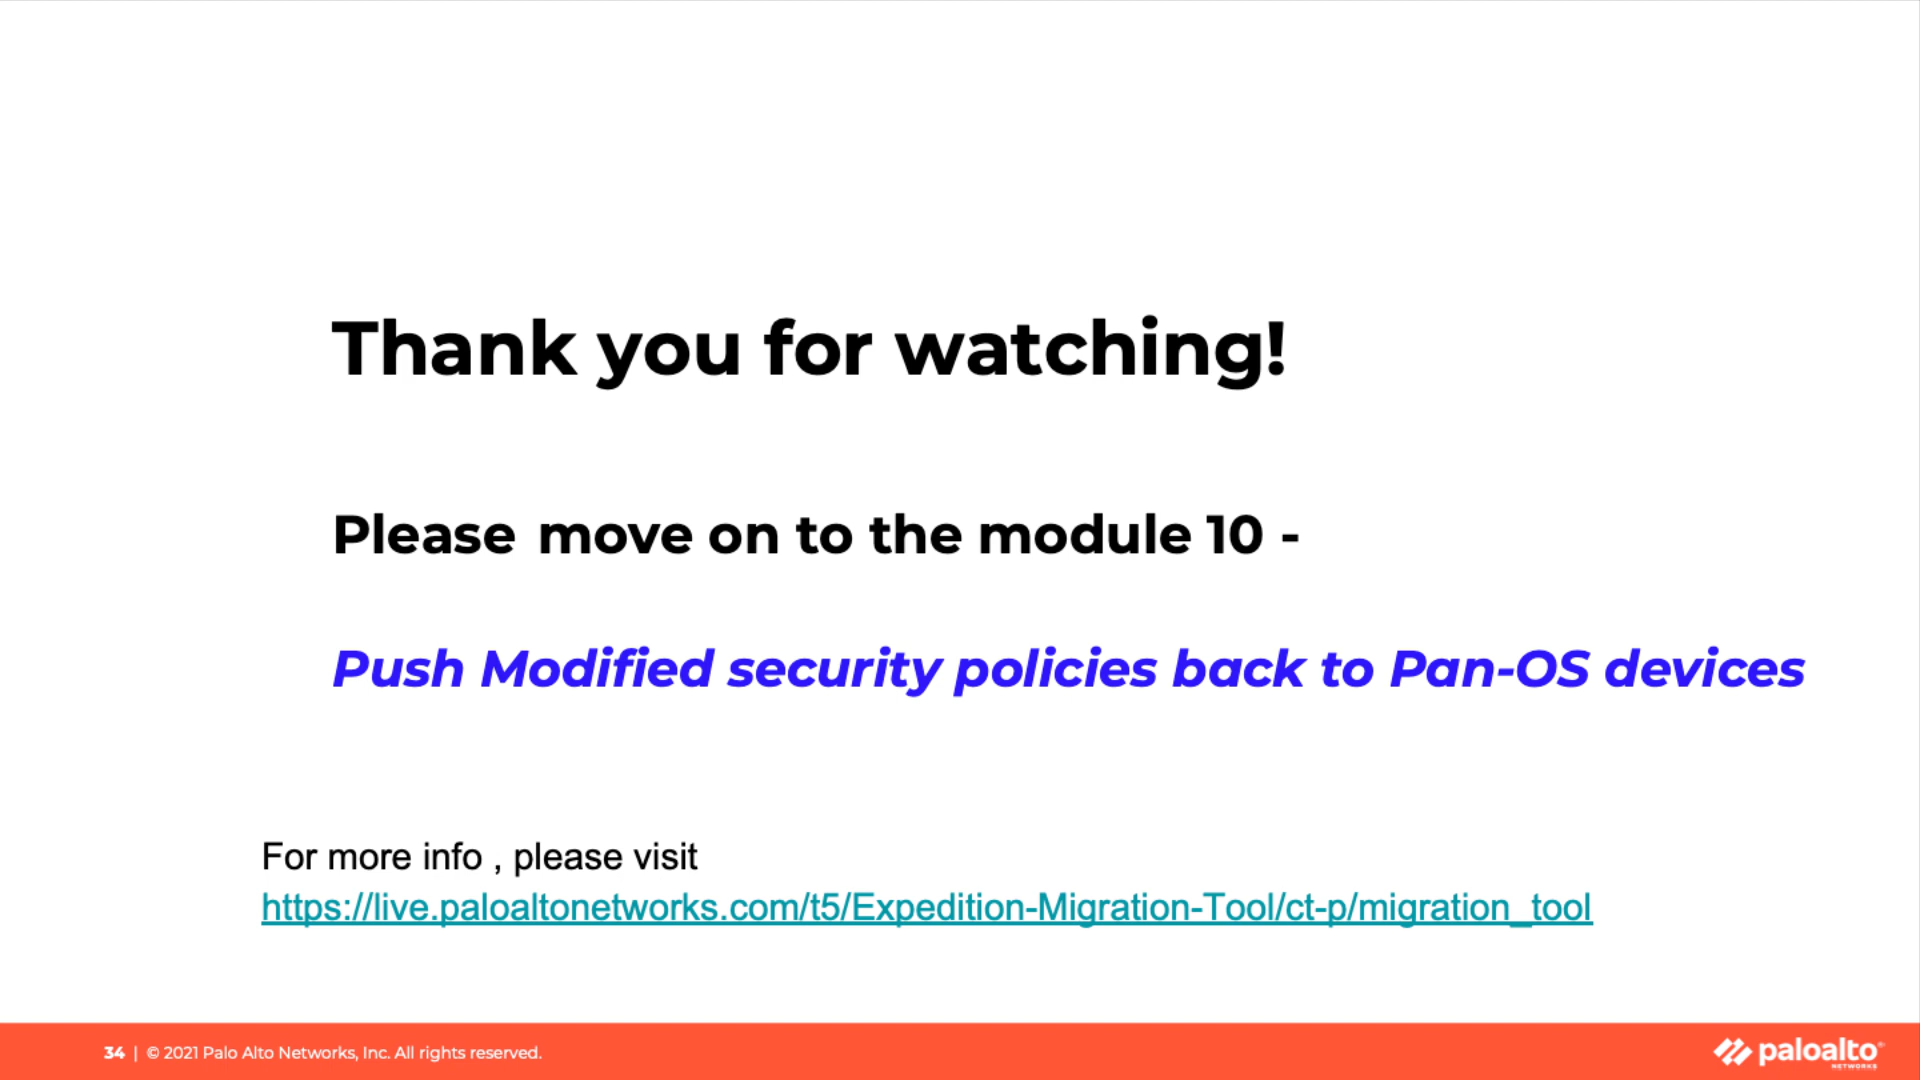 Thank you for watching!
Please move on to the module 10 -
Push Modified security policies back to Pan-OS devices
For more info , please visit
https://live.paloaltonetworks.com/t5/Expedition-Migration-Tool/ct-p/migration_tool
34 | © 2021 Palo Alto Networks, Inc. All rights reserved.
paloalto®
NETWORKS